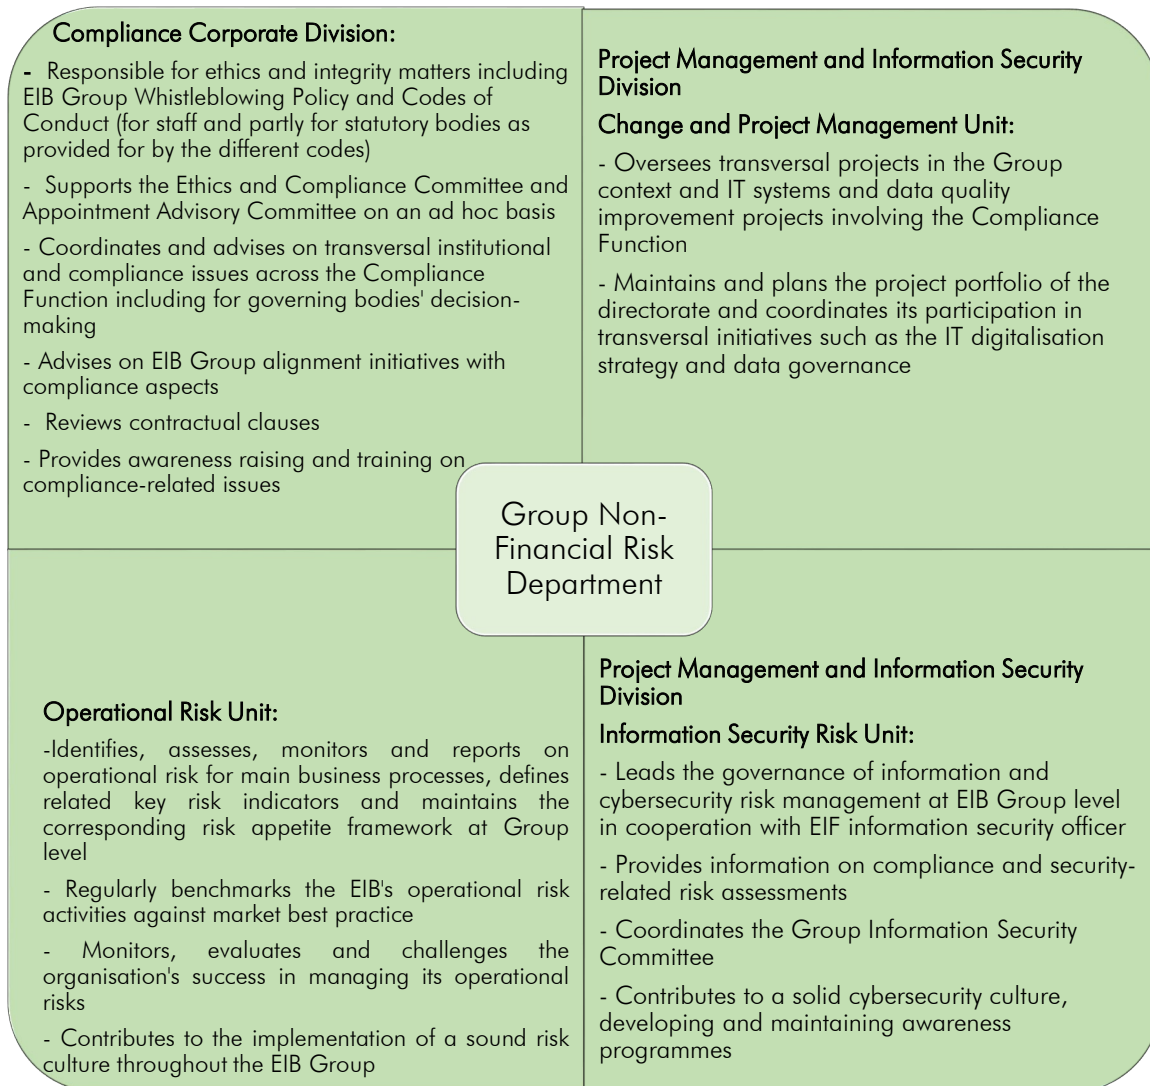 Compliance Corporate Division:
- Responsible for ethics and integrity matters including
EIB Group Whistleblowing Policy and Codes of
Conduct (for staff and partly for statutory bodies as
provided for by the different codes)
- Supports the Ethics and Compliance Committee and
Appointment Advisory Committee on an ad hoc basis
- Coordinates and advises on transversal institutional
and compliance issues across the Compliance
Function including for governing bodies' decision-
making
- Advises on EIB Group alignment initiatives with
compliance aspects
- Reviews contractual clauses
- Provides awareness raising and training on
compliance-related issues
Project Management and Information Security
Division
Change and Project Management Unit:
- Oversees transversal projects in the Group
context and IT systems and data quality
improvement projects involving the Compliance
Function
- Maintains and plans the project portfolio of the
directorate and coordinates its participation in
transversal initiatives such as the IT digitalisation
strategy and data governance
Group Non-
Financial Risk
Department
Operational Risk Unit:
-Identifies, assesses, monitors and reports on
operational risk for main business processes, defines
related key risk indicators and maintains the
corresponding risk appetite framework at Group
level
- Regularly benchmarks the EIB's operational risk
activities against market best practice
- Monitors, evaluates and challenges the
organisation's success in managing its operational
risks
- Contributes to the implementation of a sound risk
culture throughout the EIB Group
Project Management and Information Security
Division
Information Security Risk Unit:
- Leads the governance of information and
cybersecurity risk management at EIB Group level
in cooperation with EIF information security officer
- Provides information on compliance and security-
related risk assessments
- Coordinates the Group Information Security
Committee
- Contributes to a solid cybersecurity culture,
developing and maintaining awareness
programmes